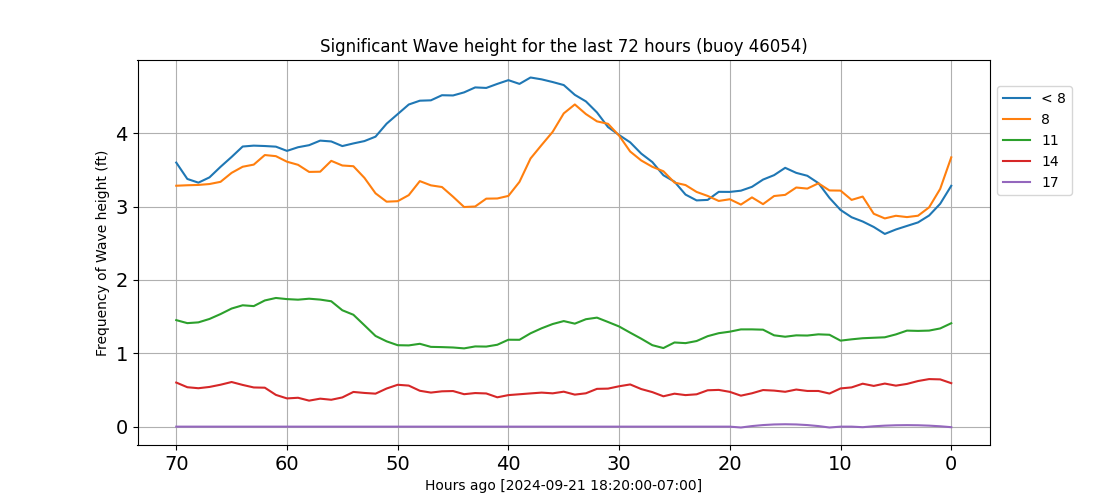 Significant Wave height for the last 72 hours (buoy 46054)
Frequency of Wave height (ft)
4
3
2
1
0
70 60 50 40 30 20 10 0
Hours ago [2024-09-21 18:20:00-07:00]
< 8
8
11
14
17